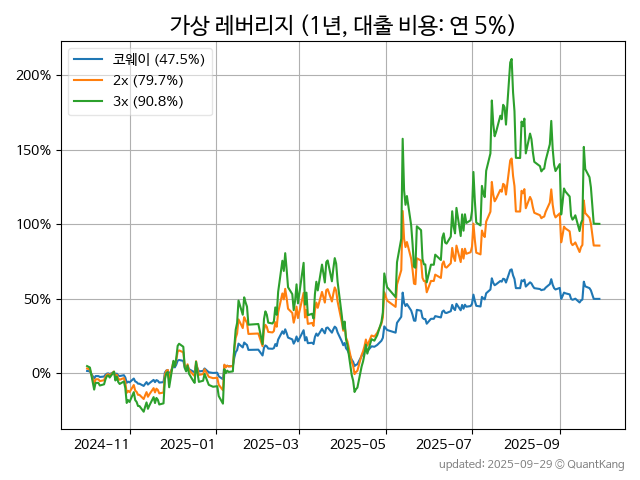 가상 레버리지 (1년, 대출 비용: 연 5%)
코웨이 (47.5%)
2x (79.7%)
3x (90.8%)
200%
150%
100%
50%
0%
2024-11 2025-01 2025-03 2025-05 2025-07 2025-09
updated: 2025-09-29 © QuantKang